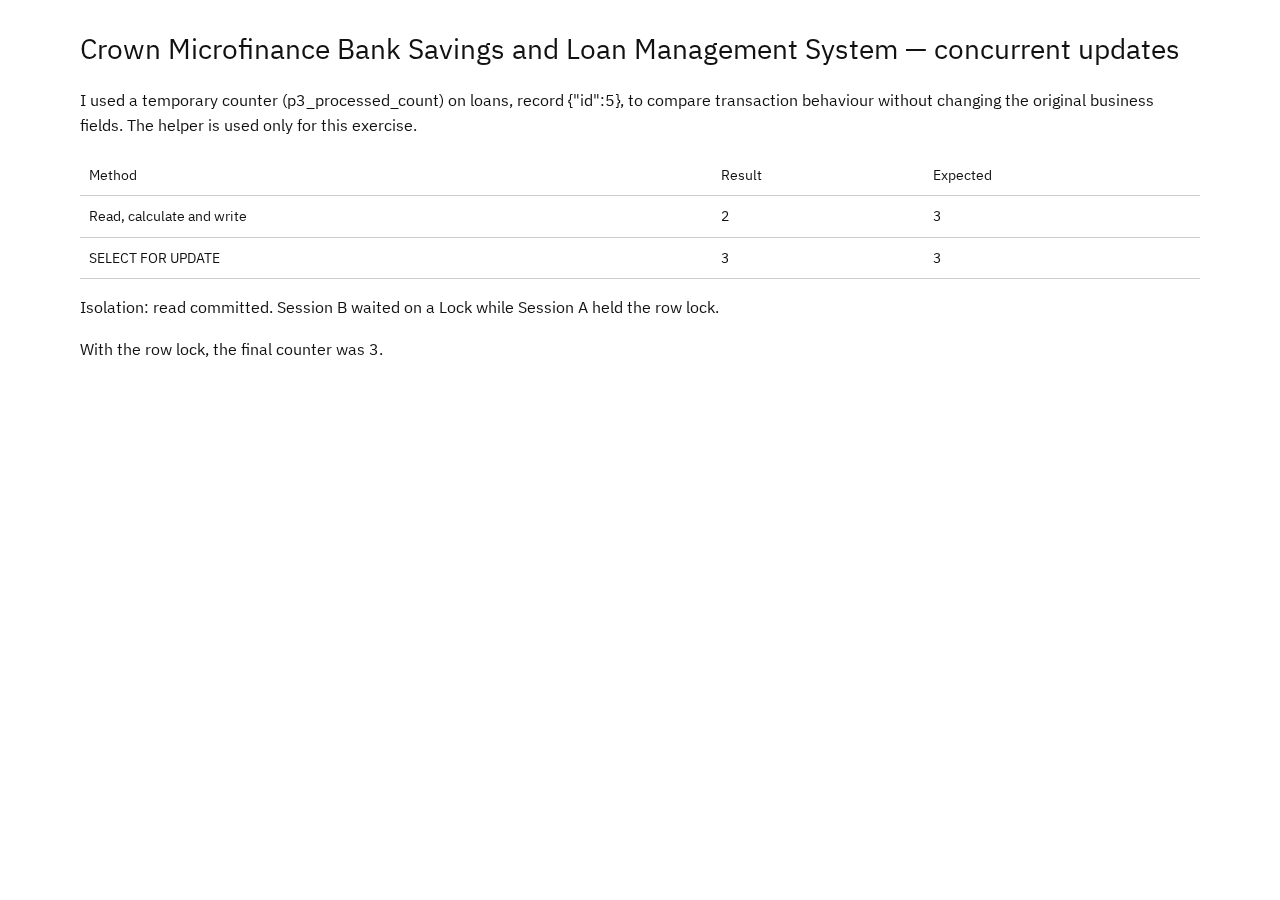 Crown Microfinance Bank Savings and Loan Management System — concurrent updates
I used a temporary counter (p3_processed_count) on loans, record {"id":5}, to compare transaction behaviour without changing the original business
fields. The helper is used only for this exercise.
Method Result Expected
Read, calculate and write 2 3
SELECT FOR UPDATE 3 3
Isolation: read committed. Session B waited on a Lock while Session A held the row lock.
With the row lock, the final counter was 3.